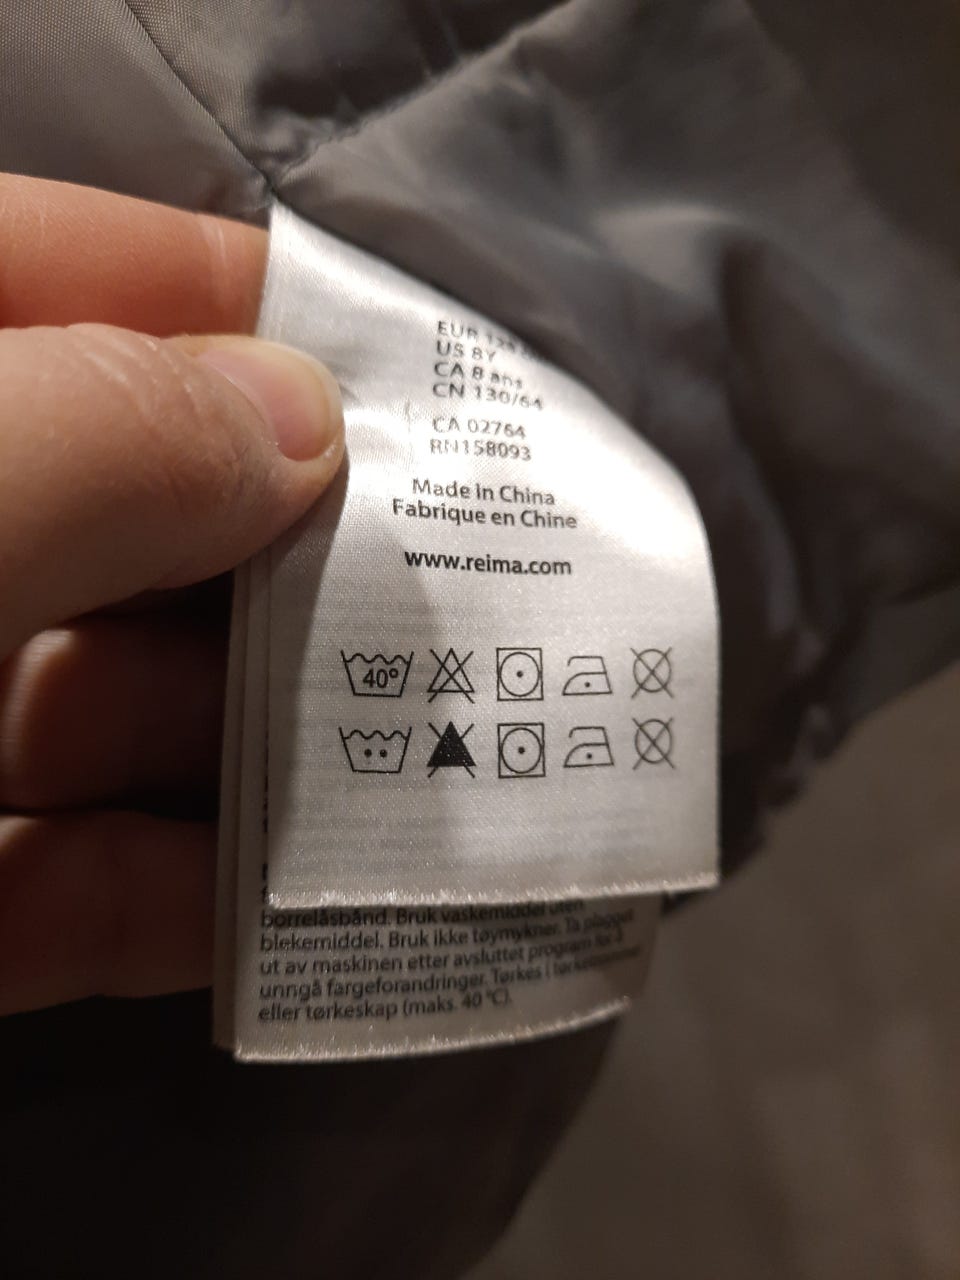 EUR 128
US 8Y
CA 8 ans
CN 130/64
CA 02764
RN158093
Made in China
Fabrique en Chine
www.reima.com
40°
borrelåsbånd. Bruk vaskemiddel uten
blekemiddel. Bruk ikke tøymykner. Ta plagget
ut av maskinen etter avsluttet program for å
unngå fargeforandringer. Tørkes i
eller tørkeskap (maks. 40 °C).